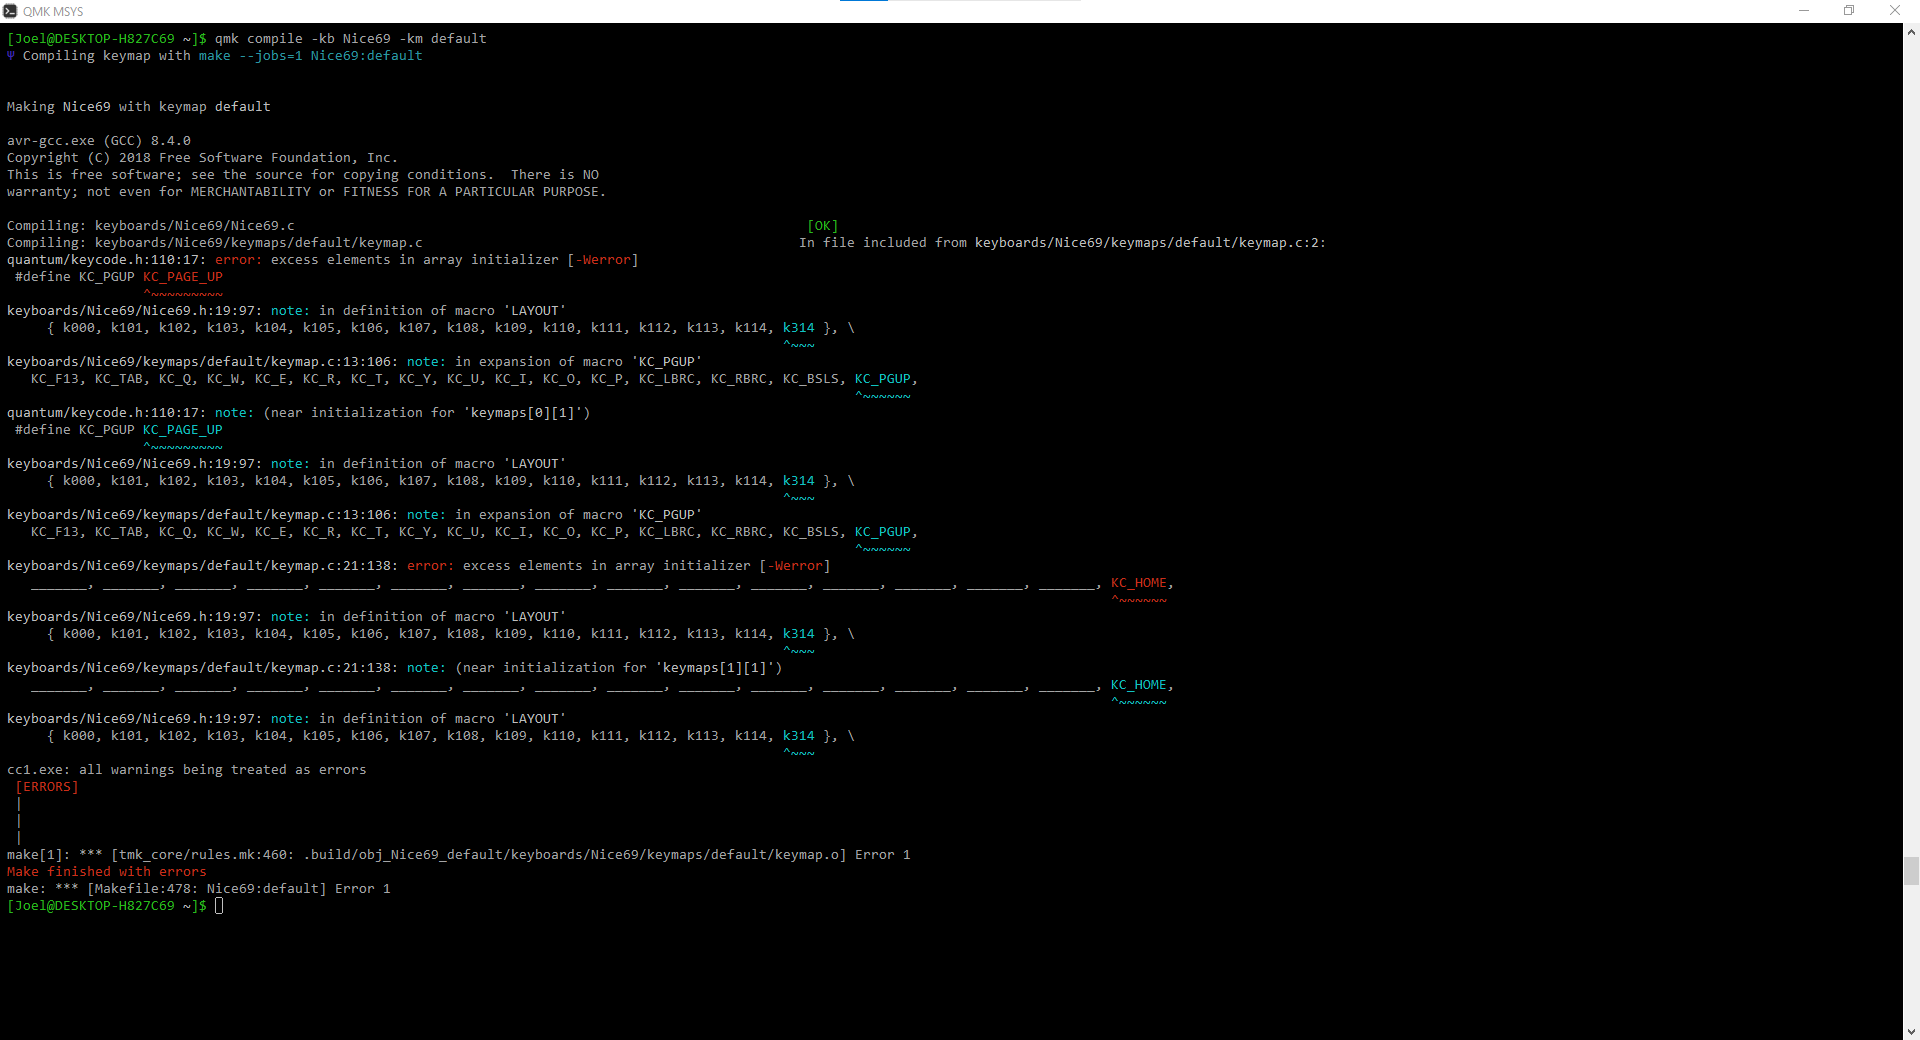 QMK MSYS
[Joel@DESKTOP-H827C69 ~]$ qmk compile -kb Nice69 -km default
Ψ Compiling keymap with make --jobs=1 Nice69:default
Making Nice69 with keymap default
avr-gcc.exe (GCC) 8.4.0
Copyright (C) 2018 Free Software Foundation, Inc.
This is free software; see the source for copying conditions.  There is NO
warranty; not even for MERCHANTABILITY or FITNESS FOR A PARTICULAR PURPOSE.
Compiling: keyboards/Nice69/Nice69.c [OK]
Compiling: keyboards/Nice69/keymaps/default/keymap.c In file included from keyboards/Nice69/keymaps/default/keymap.c:2:
quantum/keycode.h:110:17: error: excess elements in array initializer [-Werror]
#define KC_PGUP KC_PAGE_UP
^~~~~~~~~~
keyboards/Nice69/Nice69.h:19:97: note: in definition of macro 'LAYOUT'
{ k000, k101, k102, k103, k104, k105, k106, k107, k108, k109, k110, k111, k112, k113, k114, k314 }, \
^~~~
keyboards/Nice69/keymaps/default/keymap.c:13:106: note: in expansion of macro 'KC_PGUP'
KC_F13, KC_TAB, KC_Q, KC_W, KC_E, KC_R, KC_T, KC_Y, KC_U, KC_I, KC_O, KC_P, KC_LBRC, KC_RBRC, KC_BSLS, KC_PGUP,
^~~~~~~
quantum/keycode.h:110:17: note: (near initialization for 'keymaps[0][1]')
#define KC_PGUP KC_PAGE_UP
^~~~~~~~~~
keyboards/Nice69/Nice69.h:19:97: note: in definition of macro 'LAYOUT'
{ k000, k101, k102, k103, k104, k105, k106, k107, k108, k109, k110, k111, k112, k113, k114, k314 }, \
^~~~
keyboards/Nice69/keymaps/default/keymap.c:13:106: note: in expansion of macro 'KC_PGUP'
KC_F13, KC_TAB, KC_Q, KC_W, KC_E, KC_R, KC_T, KC_Y, KC_U, KC_I, KC_O, KC_P, KC_LBRC, KC_RBRC, KC_BSLS, KC_PGUP,
^~~~~~~
keyboards/Nice69/keymaps/default/keymap.c:21:138: error: excess elements in array initializer [-Werror]
_______, _______, _______, _______, _______, _______, _______, _______, _______, _______, _______, _______, _______, _______, _______, KC_HOME,
^~~~~~~
keyboards/Nice69/Nice69.h:19:97: note: in definition of macro 'LAYOUT'
{ k000, k101, k102, k103, k104, k105, k106, k107, k108, k109, k110, k111, k112, k113, k114, k314 }, \
^~~~
keyboards/Nice69/keymaps/default/keymap.c:21:138: note: (near initialization for 'keymaps[1][1]')
_______, _______, _______, _______, _______, _______, _______, _______, _______, _______, _______, _______, _______, _______, _______, KC_HOME,
^~~~~~~
keyboards/Nice69/Nice69.h:19:97: note: in definition of macro 'LAYOUT'
{ k000, k101, k102, k103, k104, k105, k106, k107, k108, k109, k110, k111, k112, k113, k114, k314 }, \
^~~~
cc1.exe: all warnings being treated as errors
[ERRORS]
|
|
|
make[1]: *** [tmk_core/rules.mk:460: .build/obj_Nice69_default/keyboards/Nice69/keymaps/default/keymap.o] Error 1
Make finished with errors
make: *** [Makefile:478: Nice69:default] Error 1
[Joel@DESKTOP-H827C69 ~]$